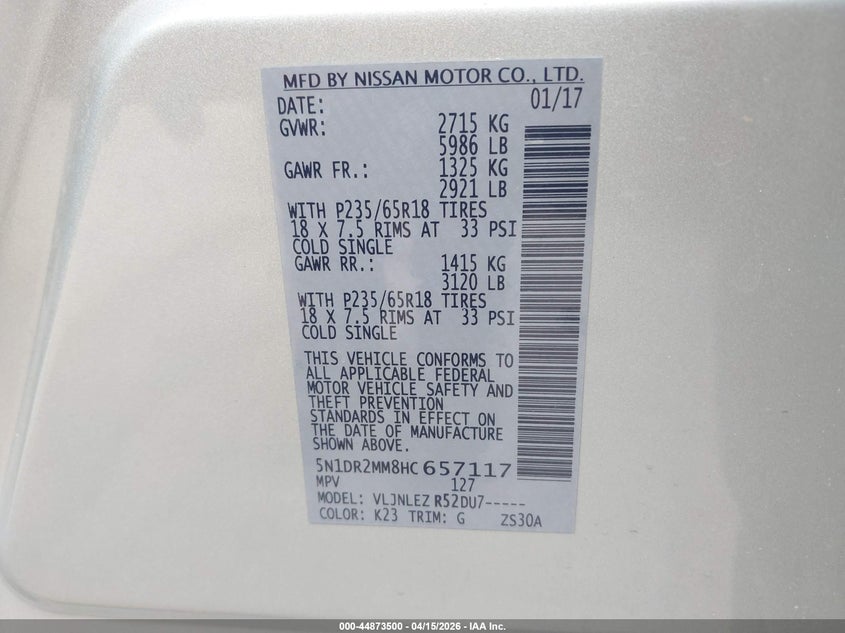 MFD BY NISSAN MOTOR CO., LTD.
DATE: 01/17
GVWR: 2715 KG
5986 LB
GAWR FR.: 1325 KG
2921 LB
WITH P235/65R18 TIRES
18 X 7.5 RIMS AT 33 PSI
COLD SINGLE
GAWR RR.: 1415 KG
3120 LB
WITH P235/65R18 TIRES
18 X 7.5 RIMS AT 33 PSI
COLD SINGLE
THIS VEHICLE CONFORMS TO
ALL APPLICABLE FEDERAL
MOTOR VEHICLE SAFETY AND
THEFT PREVENTION
STANDARDS IN EFFECT ON
THE DATE OF MANUFACTURE
SHOWN ABOVE.
5N1DR2MM8HC657117
MPV 127
MODEL: VLJNLEZ R52DU7-----
COLOR: K23 TRIM: G ZS30A
000-44873500 - 04/15/2026 - IAA Inc.